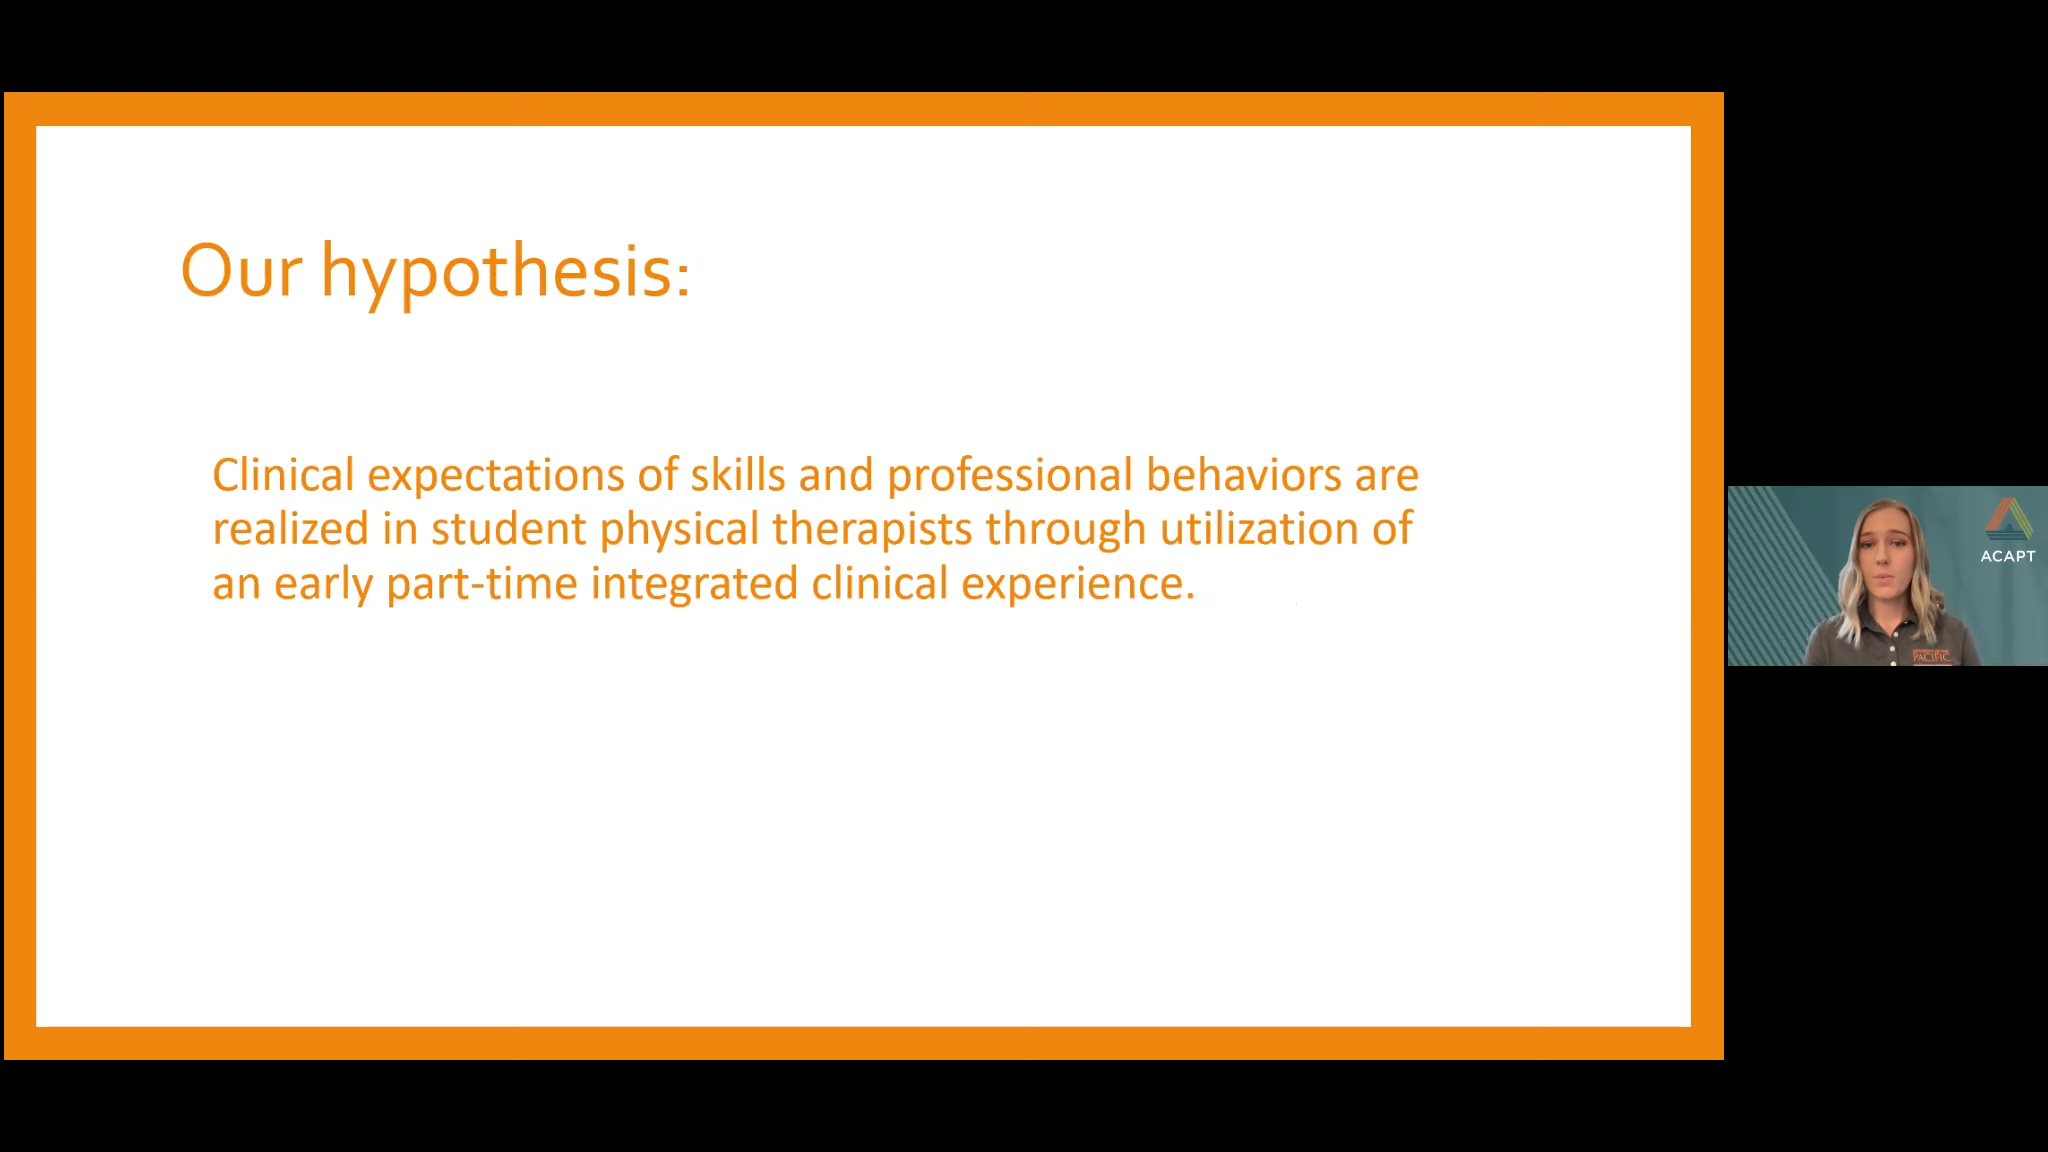 Our hypothesis:
Clinical expectations of skills and professional behaviors are
realized in student physical therapists through utilization of
an early part-time integrated clinical experience.
ACAPT
PACIFIC